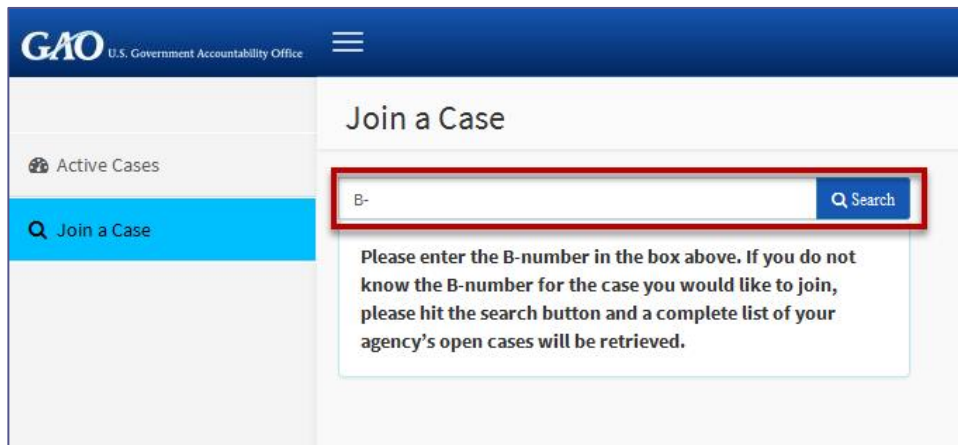 GAO U.S. Government Accountability Office
Join a Case
Active Cases
Join a Case
B-
Search
Please enter the B-number in the box above. If you do not
know the B-number for the case you would like to join,
please hit the search button and a complete list of your
agency's open cases will be retrieved.